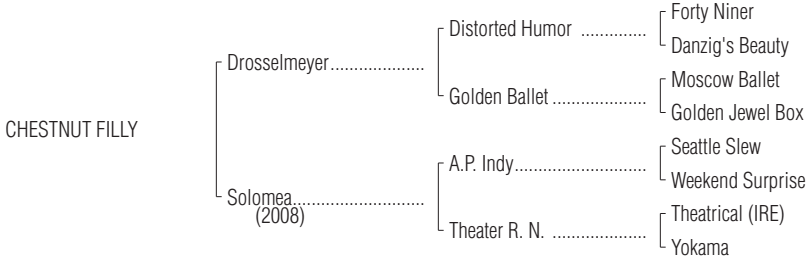 Forty Niner
Distorted Humor ..............
Danzig's Beauty
Drosselmeyer....................
Moscow Ballet
Golden Ballet ....................
Golden Jewel Box
CHESTNUT FILLY
Seattle Slew
A.P. Indy............................
Weekend Surprise
Solomea............................
(2008)
Theatrical (IRE)
Theater R. N. ....................
Yokama